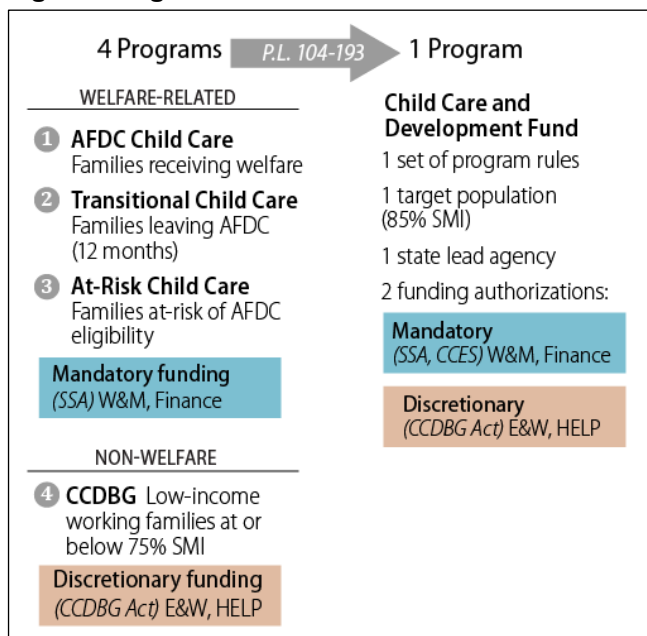 4 Programs
P.L. 104-193
1 Program
WELFARE-RELATED
1 AFDC Child Care
Families receiving welfare
2 Transitional Child Care
Families leaving AFDC
(12 months)
3 At-Risk Child Care
Families at-risk of AFDC
eligibility
Mandatory funding
(SSA) W&M, Finance
NON-WELFARE
4 CCDBG Low-income
working families at or
below 75% SMI
Discretionary funding
(CCDBG Act) E&W, HELP
Child Care and
Development Fund
1 set of program rules
1 target population
(85% SMI)
1 state lead agency
2 funding authorizations:
Mandatory
(SSA, CCES) W&M, Finance
Discretionary
(CCDBG Act) E&W, HELP